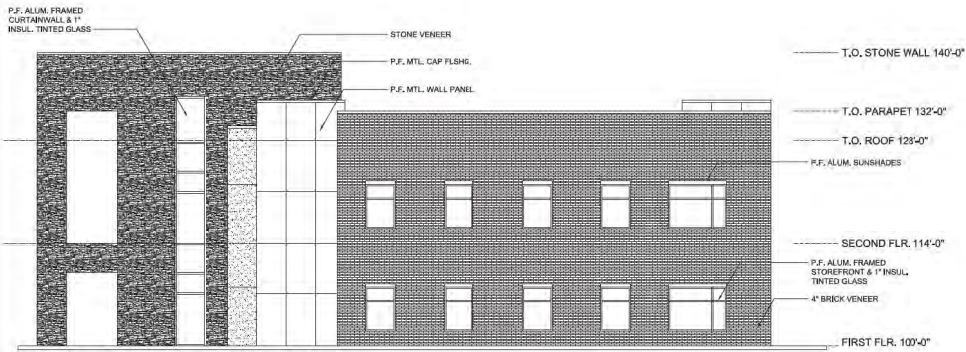 P.F. ALUM. FRAMED
CURTAINWALL & 1"
INSUL. TINTED GLASS
STONE VENEER
P.F. MTL. CAP FLSHG.
P.F. MTL. WALL PANEL
T.O. STONE WALL 140'-0"
T.O. PARAPET 132'-0"
T.O. ROOF 128'-0"
P.F. ALUM. SUNSHADES
SECOND FLR. 114'-0"
P.F. ALUM. FRAMED
STOREFRONT & 1" INSUL.
TINTED GLASS
4" BRICK VENEER
FIRST FLR. 100'-0"